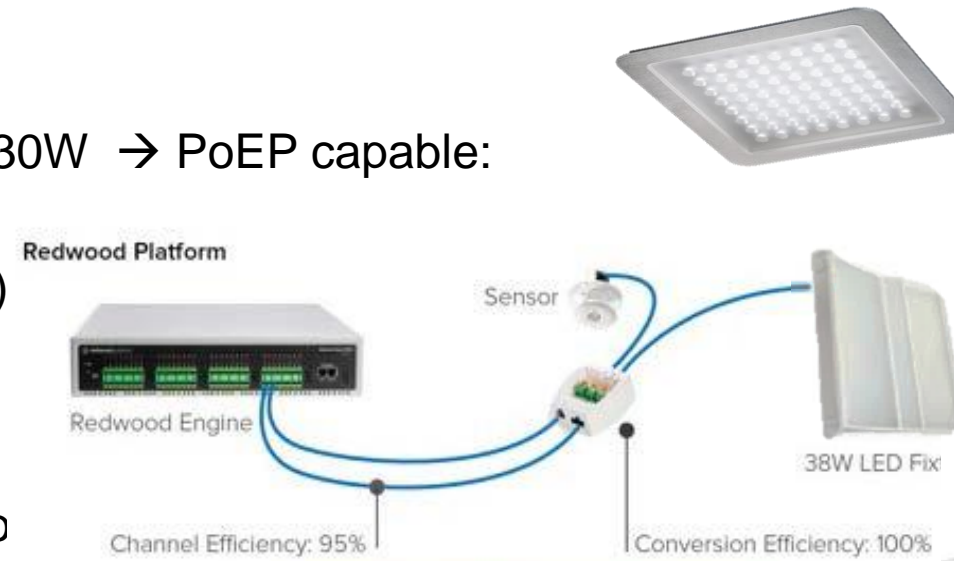 30W → PoEP capable:
Redwood Platform
)
Sensor
Redwood Engine
38W LED Fix
Channel Efficiency: 95%
Conversion Efficiency: 100%